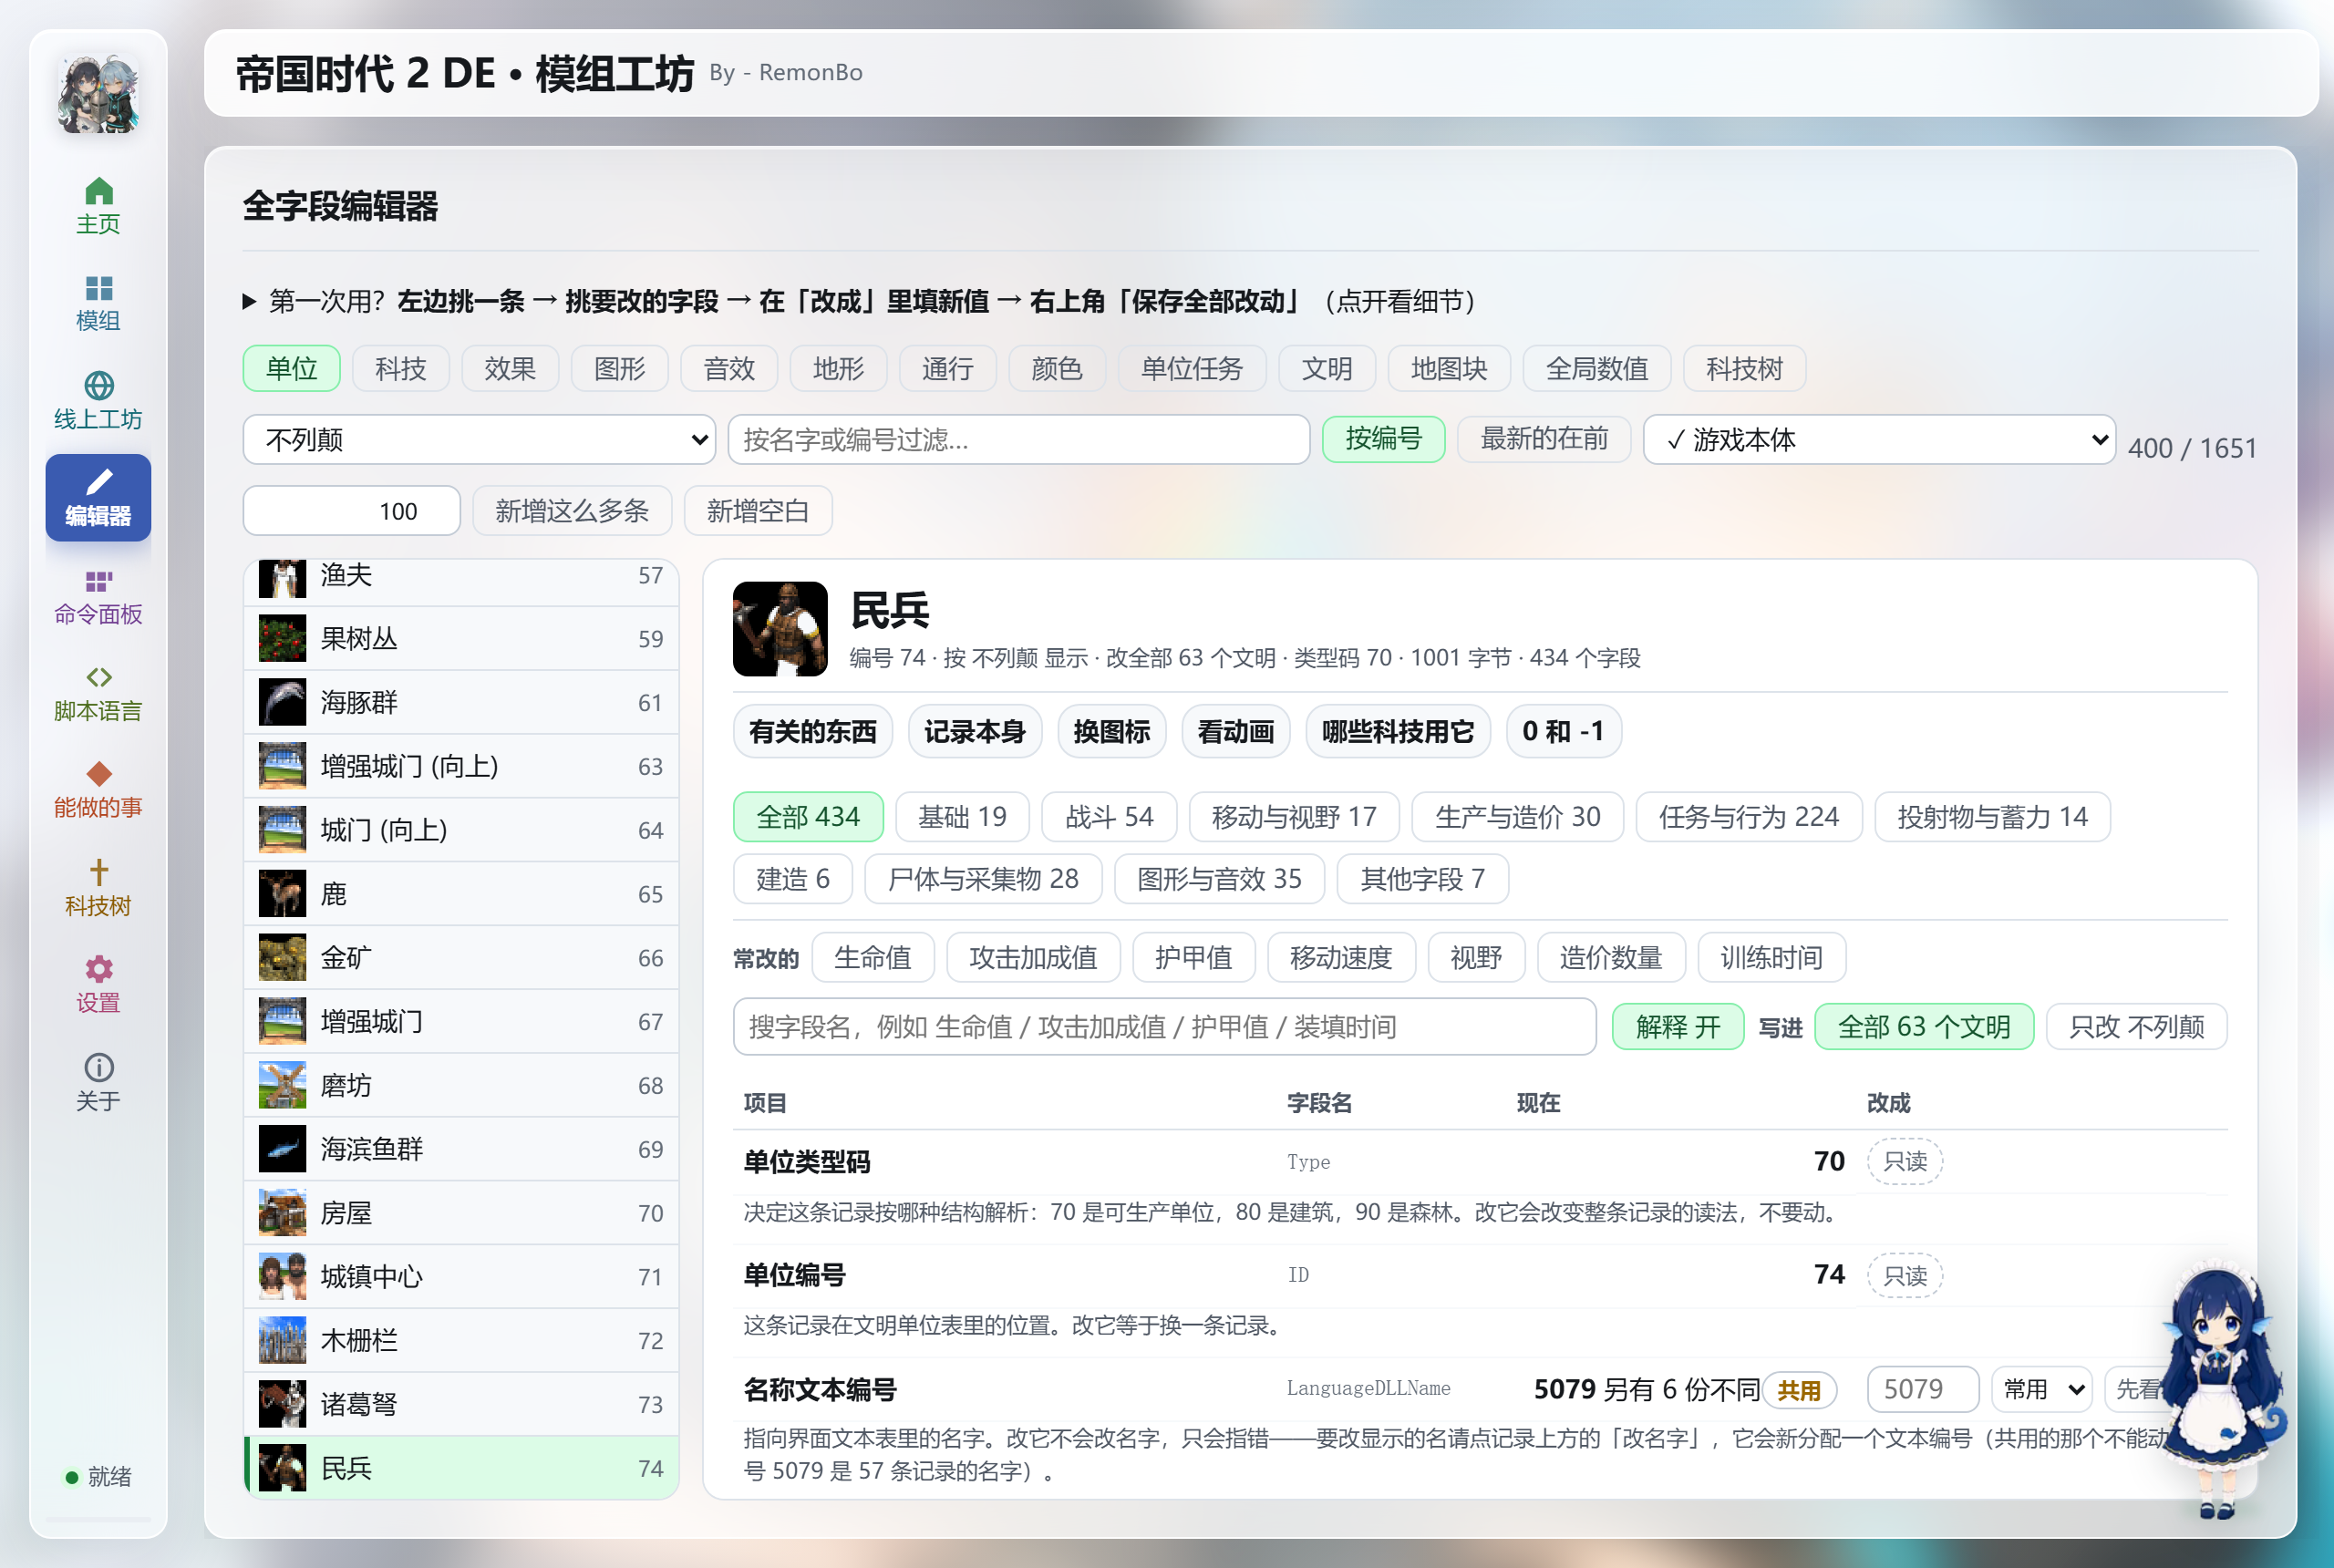 帝国时代 2 DE • 模组工坊 By - RemonBo
主页
模组
线上工坊
编辑器
命令面板
脚本语言
能做的事
科技树
设置
关于
就绪
全字段编辑器
▶ 第一次用？左边挑一条 → 挑要改的字段 → 在「改成」里填新值 → 右上角「保存全部改动」（点开看细节）
单位 科技 效果 图形 音效 地形 通行 颜色 单位任务 文明 地图块 全局数值 科技树
不列颠 按名字或编号过滤... 按编号 最新的在前 ✓ 游戏本体 400 / 1651
100 新增这么多条 新增空白
渔夫 57
果树丛 59
海豚群 61
增强城门 (向上) 63
城门 (向上) 64
鹿 65
金矿 66
增强城门 67
磨坊 68
海滨鱼群 69
房屋 70
城镇中心 71
木栅栏 72
诸葛弩 73
民兵 74
民兵
编号 74 · 按 不列颠 显示 · 改全部 63 个文明 · 类型码 70 · 1001 字节 · 434 个字段
有关的东西 记录本身 换图标 看动画 哪些科技用它 0 和 -1
全部 434 基础 19 战斗 54 移动与视野 17 生产与造价 30 任务与行为 224 投射物与蓄力 14
建造 6 尸体与采集物 28 图形与音效 35 其他字段 7
常改的 生命值 攻击加成值 护甲值 移动速度 视野 造价数量 训练时间
搜字段名，例如 生命值 / 攻击加成值 / 护甲值 / 装填时间 解释 开 写进 全部 63 个文明 只改 不列颠
项目 字段名 现在 改成
单位类型码 Type 70 只读
决定这条记录按哪种结构解析：70 是可生产单位，80 是建筑，90 是森林。改它会改变整条记录的读法，不要动。
单位编号 ID 74 只读
这条记录在文明单位表里的位置。改它等于换一条记录。
名称文本编号 LanguageDLLName 5079 另有 6 份不同 共用 5079 常用 先看
指向界面文本表里的名字。改它不会改名字，只会指错——要改显示的名请点记录上方的「改名字」，它会新分配一个文本编号（共用的那个不能动
号 5079 是 57 条记录的名字）。